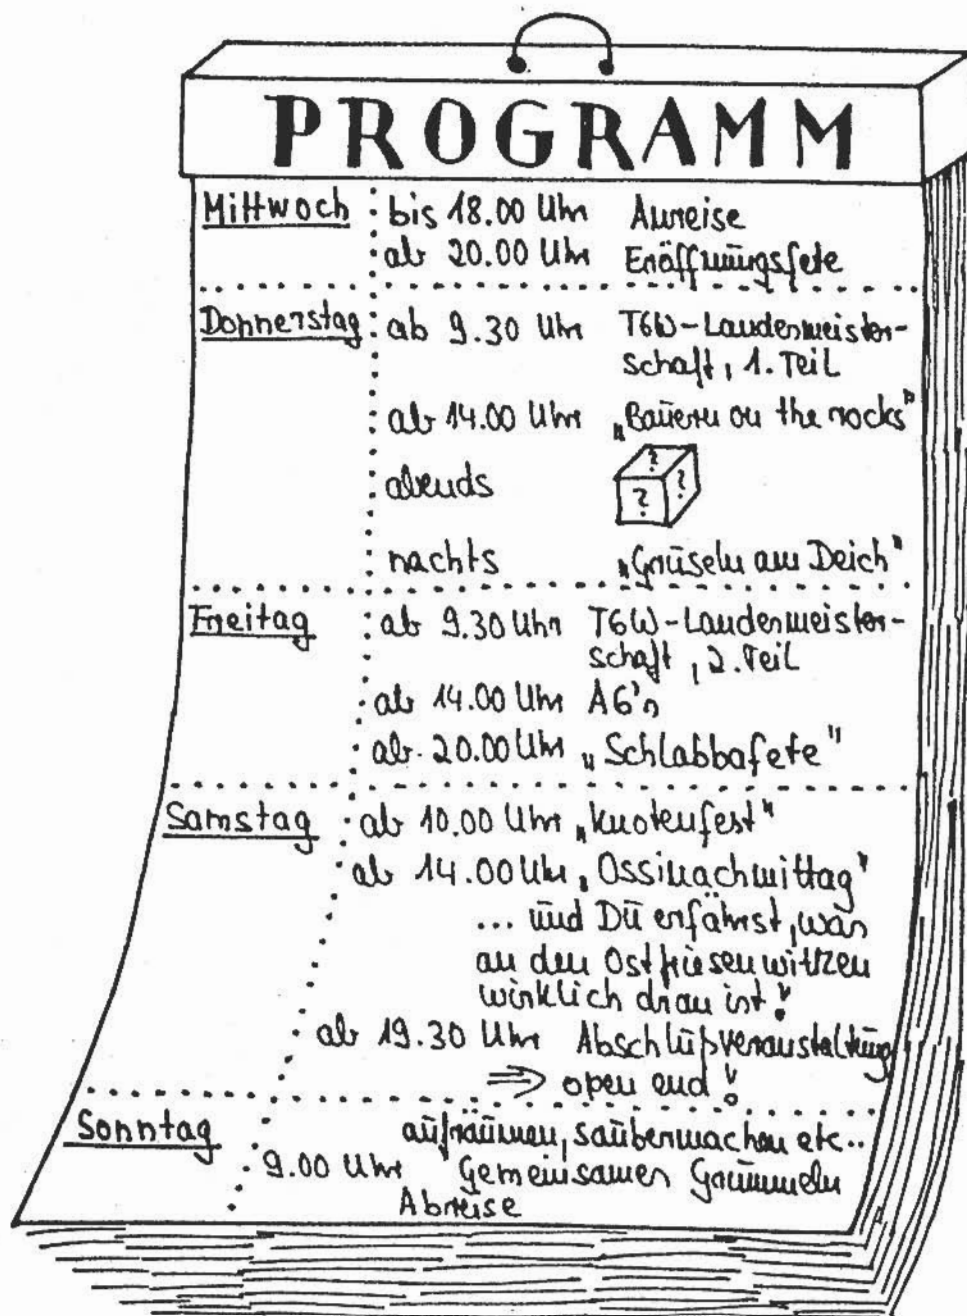 PROGRAMM
Mittwoch bis 18.00 Uhr Anreise
ab 20.00 Uhr Eröffnungsfete
Donnerstag ab 9.30 Uhr TGW-Landesmeister-
schaft, 1. Teil
ab 14.00 Uhr „Bauern on the rocks"
abends ? ? ?
nachts „Gruseln am Deich"
Freitag ab 9.30 Uhr TGW-Landesmeister-
schaft, 2. Teil
ab 14.00 Uhr AG's
ab 20.00 Uhr „Schlabbafete"
Samstag ab 10.00 Uhr „Knotenfest"
ab 14.00 Uhr „Ossinachmittag"
... und Du erfährst, was
an den Ostfriesenwitzen
wirklich dran ist!
ab 19.30 Uhr Abschlußveranstaltung
⇒ open end!
Sonntag aufräumen, saubermachen etc..
9.00 Uhr Gemeinsames Grümmeln
Abreise